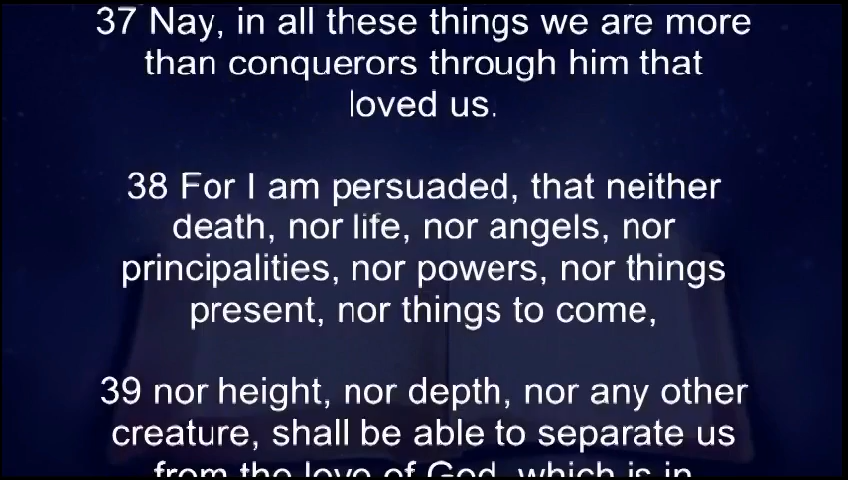 37 Nay, in all these things we are more
than conquerors through him that
loved us.
38 For I am persuaded, that neither
death, nor life, nor angels, nor
principalities, nor powers, nor things
present, nor things to come,
39 nor height, nor depth, nor any other
creature, shall be able to separate us
from the love of God, which is in